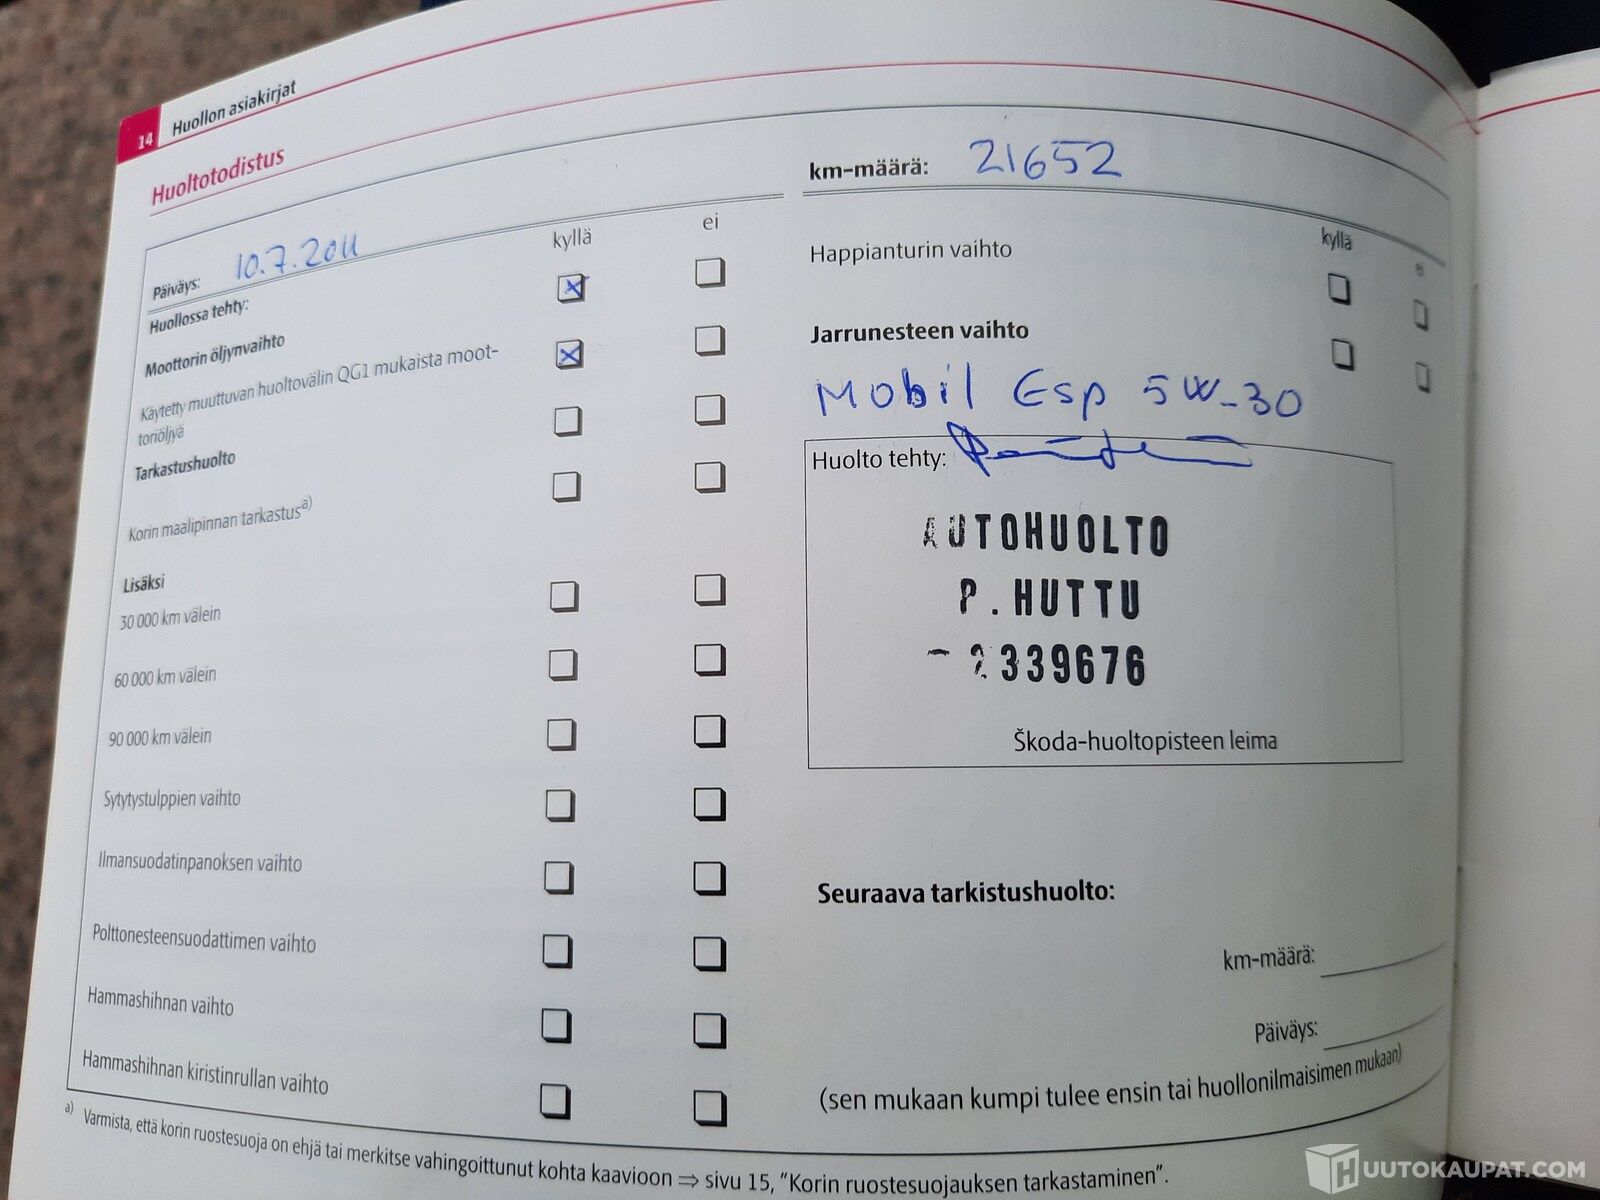 14 Huollon asiakirjat
Huoltotodistus
Päiväys: 10.7.2011
kyllä ei
Huollossa tehty:
Moottorin öljynvaihto
Käytetty muuttuvan huoltovälin QG1 mukaista moot-
toriöljyä
Tarkastushuolto
Korin maalipinnan tarkastus a)
Lisäksi
30 000 km välein
60 000 km välein
90 000 km välein
Sytytystulppien vaihto
Ilmansuodatinpanoksen vaihto
Polttonesteensuodattimen vaihto
Hammashihnan vaihto
Hammashihnan kiristinrullan vaihto
km-määrä: 21652
kyllä ei
Happianturin vaihto
Jarrunesteen vaihto
Mobil Esp 5W-30
Huolto tehty:
AUTOHUOLTO
P. HUTTU
2339676
Škoda-huoltopisteen leima
Seuraava tarkistushuolto:
km-määrä:
Päiväys:
(sen mukaan kumpi tulee ensin tai huollonilmaisimen mukaan)
a) Varmista, että korin ruostesuoja on ehjä tai merkitse vahingoittunut kohta kaavioon ⇒ sivu 15, "Korin ruostesuojauksen tarkastaminen".
HUUTOKAUPAT.COM